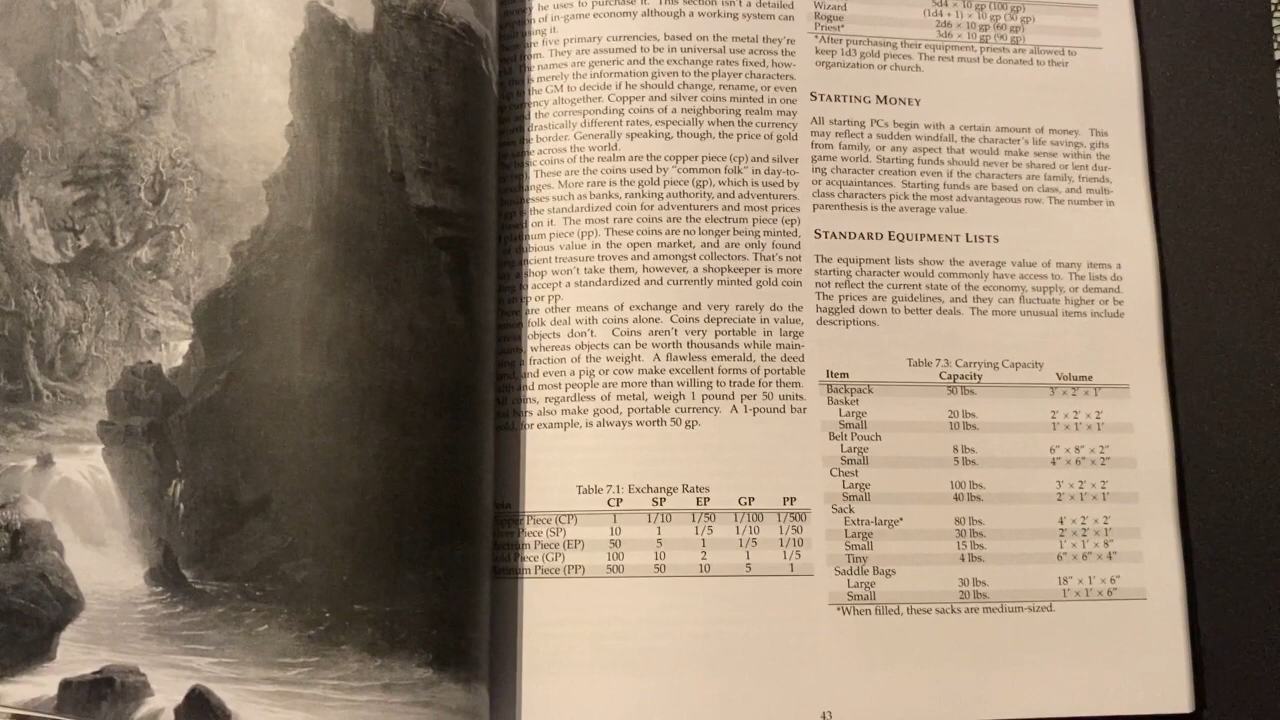 he uses to purchase it. This section isn't a detailed
of in-game economy although a working system can
using it.
are five primary currencies, based on the metal they're
from. They are assumed to be in universal use across the
The names are generic and the exchange rates fixed, how-
is merely the information given to the player characters.
to the GM to decide if he should change, rename, or even
currency altogether. Copper and silver coins minted in one
and the corresponding coins of a neighboring realm may
drastically different rates, especially when the currency
the border. Generally speaking, though, the price of gold
same across the world.
basic coins of the realm are the copper piece (cp) and silver
These are the coins used by "common folk" in day-to-
More rare is the gold piece (gp), which is used by
businesses such as banks, ranking authority, and adventurers.
is the standardized coin for adventurers and most prices
on it. The most rare coins are the electrum piece (ep)
platinum piece (pp). These coins are no longer being minted,
dubious value in the open market, and are only found
ancient treasure troves and amongst collectors. That's not
a shop won't take them, however, a shopkeeper is more
to accept a standardized and currently minted gold coin
ep or pp.
are other means of exchange and very rarely do the
folk deal with coins alone. Coins depreciate in value,
objects don't. Coins aren't very portable in large
whereas objects can be worth thousands while main-
a fraction of the weight. A flawless emerald, the deed
and even a pig or cow make excellent forms of portable
and most people are more than willing to trade for them.
coins, regardless of metal, weigh 1 pound per 50 units.
bars also make good, portable currency. A 1-pound bar
for example, is always worth 50 gp.
Table 7.1: Exchange Rates
CP SP EP GP PP
Piece (CP) 1 1/10 1/50 1/100 1/500
Piece (SP) 10 1 1/5 1/10 1/50
Piece (EP) 50 5 1 1/5 1/10
Piece (GP) 100 10 2 1 1/5
Piece (PP) 500 50 10 5 1
Wizard 5d4 × 10 gp (100 gp)
Rogue (1d4 + 1) × 10 gp (30 gp)
Priest* 2d6 × 10 gp (60 gp)
3d6 × 10 gp (90 gp)
*After purchasing their equipment, priests are allowed to
keep 1d3 gold pieces. The rest must be donated to their
organization or church.
STARTING MONEY
All starting PCs begin with a certain amount of money. This
may reflect a sudden windfall, the character's life savings, gifts
from family, or any aspect that would make sense within the
game world. Starting funds should never be shared or lent dur-
ing character creation even if the characters are family, friends,
or acquaintances. Starting funds are based on class, and multi-
class characters pick the most advantageous row. The number in
parenthesis is the average value.
STANDARD EQUIPMENT LISTS
The equipment lists show the average value of many items a
starting character would commonly have access to. The lists do
not reflect the current state of the economy, supply, or demand.
The prices are guidelines, and they can fluctuate higher or be
haggled down to better deals. The more unusual items include
descriptions.
Table 7.3: Carrying Capacity
Item Capacity Volume
Backpack 50 lbs. 3' × 2' × 1'
Basket
Large 20 lbs. 2' × 2' × 2'
Small 10 lbs. 1' × 1' × 1'
Belt Pouch
Large 8 lbs. 6" × 8" × 2"
Small 5 lbs. 4" × 6" × 2"
Chest
Large 100 lbs. 3' × 2' × 2'
Small 40 lbs. 2' × 1' × 1'
Sack
Extra-large* 80 lbs. 4' × 2' × 2'
Large 30 lbs. 2' × 2' × 1'
Small 15 lbs. 1' × 1' × 8"
Tiny 4 lbs. 6" × 6" × 4"
Saddle Bags
Large 30 lbs. 18" × 1' × 6"
Small 20 lbs. 1' × 1' × 6"
*When filled, these sacks are medium-sized.
43